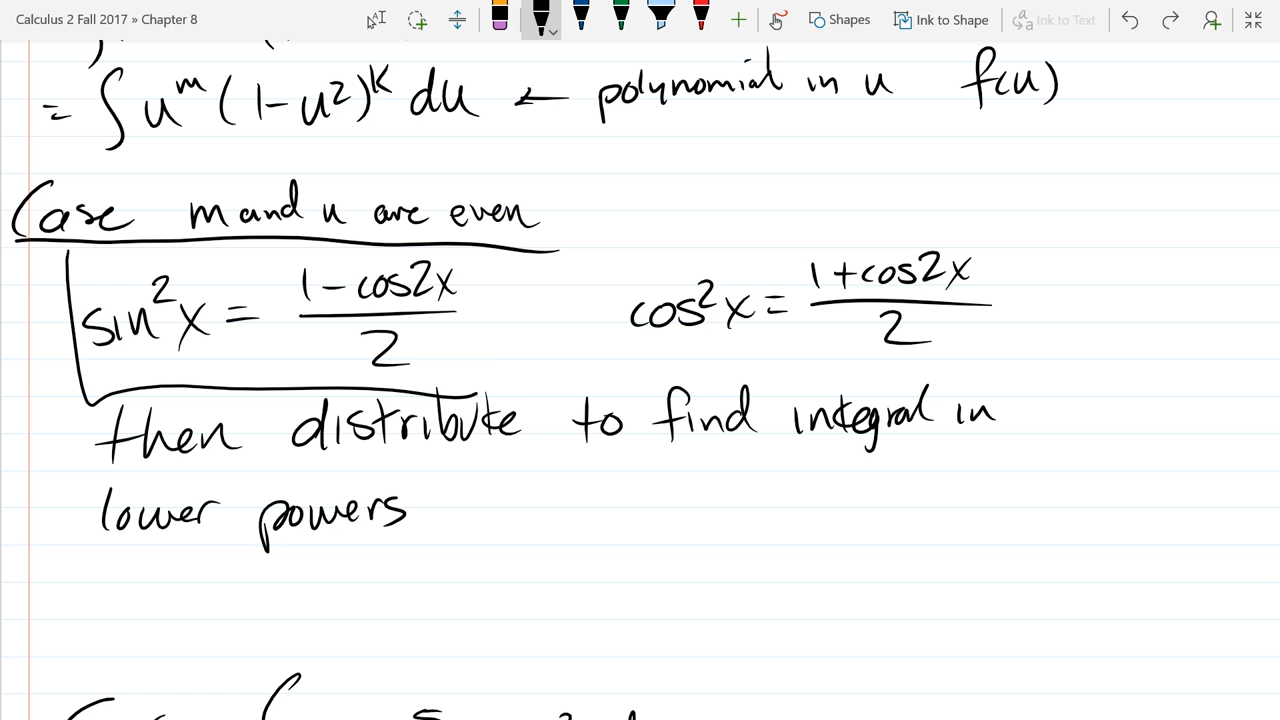 Calculus 2 Fall 2017 » Chapter 8
Shapes Ink to Shape Ink to Text
= ∫ u^m (1-u^2)^k du ← polynomial in u f(u)
Case m and n are even
sin^2 x = (1 - cos2x)/2 cos^2 x = (1 + cos2x)/2
then distribute to find integral in
lower powers